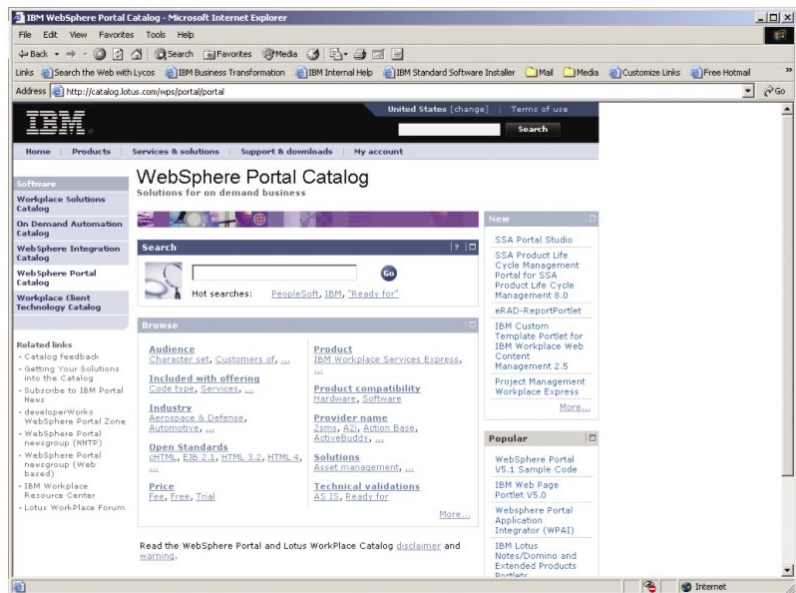 IBM WebSphere Portal Catalog - Microsoft Internet Explorer
File Edit View Favorites Tools Help
Back Search Favorites Media
Links Search the Web with Lycos IBM Business Transformation IBM Internal Help IBM Standard Software Installer Mail Media Customize Links Free Hotmail »
Address http://catalog.lotus.com/wps/portal/portal Go
United States [change] | Terms of use
IBM
Search
Home | Products | Services & solutions | Support & downloads | My account
Software
Workplace Solutions
Catalog
On Demand Automation
Catalog
WebSphere Integration
Catalog
WebSphere Portal
Catalog
Workplace Client
Technology Catalog
Related links
• Catalog feedback
• Getting Your Solutions
into the Catalog
• Subscribe to IBM Portal
News
• developerWorks
WebSphere Portal Zone
• WebSphere Portal
newsgroup (NNTP)
• WebSphere Portal
newsgroup (Web
based)
• IBM Workplace
Resource Center
• Lotus WorkPlace Forum
WebSphere Portal Catalog
Solutions for on demand business
Search ?
Go
Hot searches: PeopleSoft, IBM, "Ready for"
Browse
Audience
Character set, Customers of, ...
Included with offering
Code type, Services, ...
Industry
Aerospace & Defense,
Automotive, ...
Open Standards
cHTML, EJB 2.1, HTML 3.2, HTML 4,
...
Price
Fee, Free, Trial
Product
IBM Workplace Services Express,
...
Product compatibility
Hardware, Software
Provider name
2sms, A2i, Action Base,
ActiveBuddy, ...
Solutions
Asset management, ...
Technical validations
AS IS, Ready for
More...
Read the WebSphere Portal and Lotus WorkPlace Catalog disclaimer and
warning.
New
SSA Portal Studio
SSA Product Life
Cycle Management
Portal for SSA
Product Life Cycle
Management 8.0
eRAD-ReportPortlet
IBM Custom
Template Portlet for
IBM Workplace Web
Content
Management 2.5
Project Management
Workplace Express
More...
Popular
WebSphere Portal
V5.1 Sample Code
IBM Web Page
Portlet V5.0
Websphere Portal
Application
Integrator (WPAI)
IBM Lotus
Notes/Domino and
Extended Products
Portlets
Internet